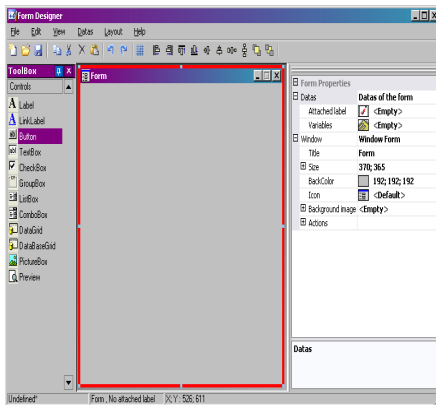 Form Designer
File Edit View Datas Layout Help
ToolBox
Controls
A Label
A LinkLabel
Button
TextBox
CheckBox
GroupBox
ListBox
ComboBox
DataGrid
DataBaseGrid
PictureBox
Preview
Form
Form Properties
Datas Datas of the form
Attached label <Empty>
Variables <Empty>
Window Window Form
Title Form
Size 370; 365
BackColor 192; 192; 192
Icon <Default>
Background image <Empty>
Actions
Datas
Undefined* Form , No attached label X; Y : 526; 611